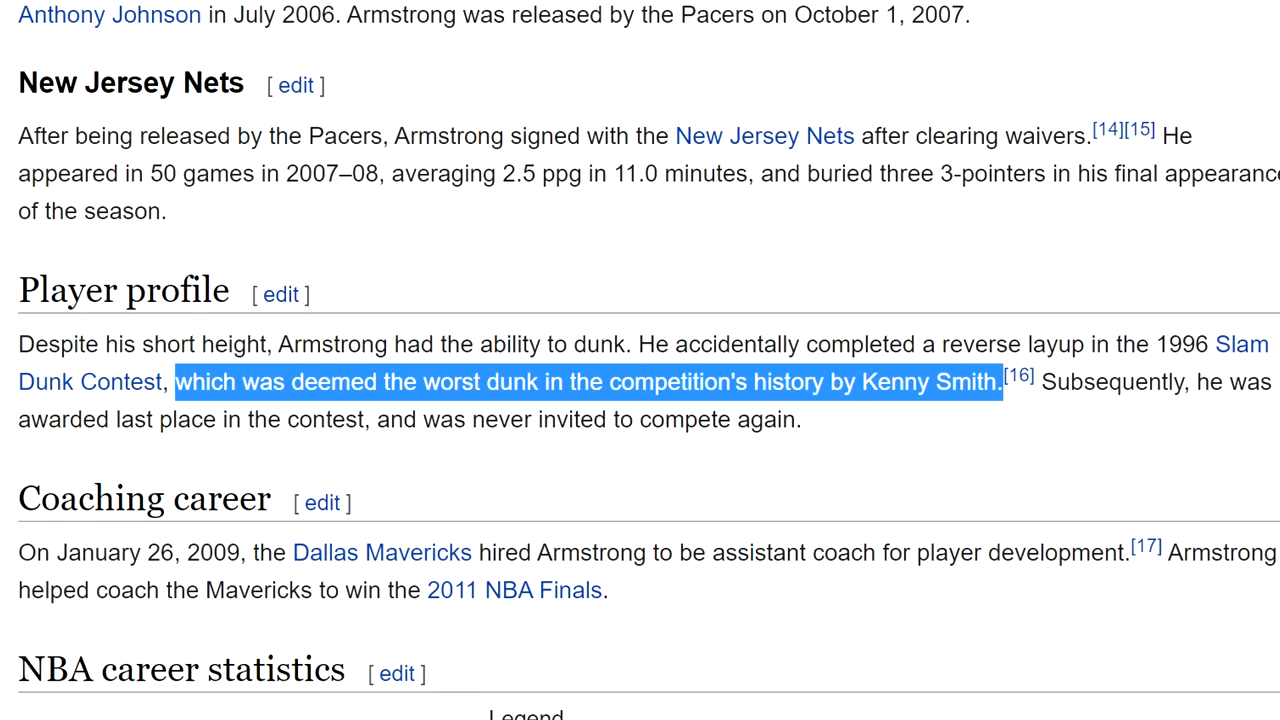 Anthony Johnson in July 2006. Armstrong was released by the Pacers on October 1, 2007.
New Jersey Nets [ edit ]
After being released by the Pacers, Armstrong signed with the New Jersey Nets after clearing waivers.[14][15] He
appeared in 50 games in 2007–08, averaging 2.5 ppg in 11.0 minutes, and buried three 3-pointers in his final appearance
of the season.
Player profile [ edit ]
Despite his short height, Armstrong had the ability to dunk. He accidentally completed a reverse layup in the 1996 Slam
Dunk Contest, which was deemed the worst dunk in the competition's history by Kenny Smith.[16] Subsequently, he was
awarded last place in the contest, and was never invited to compete again.
Coaching career [ edit ]
On January 26, 2009, the Dallas Mavericks hired Armstrong to be assistant coach for player development.[17] Armstrong
helped coach the Mavericks to win the 2011 NBA Finals.
NBA career statistics [ edit ]
Legend